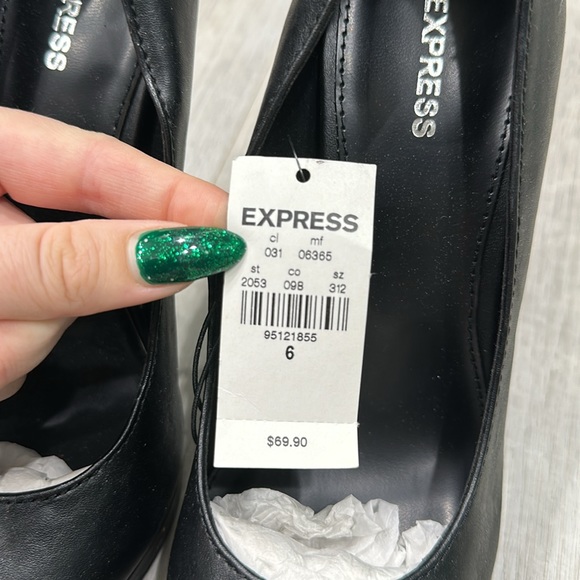 EXPRESS
EXPRESS
EXPRESS
cl mf
031 06365
st co sz
2053 098 312
95121855
6
$69.90